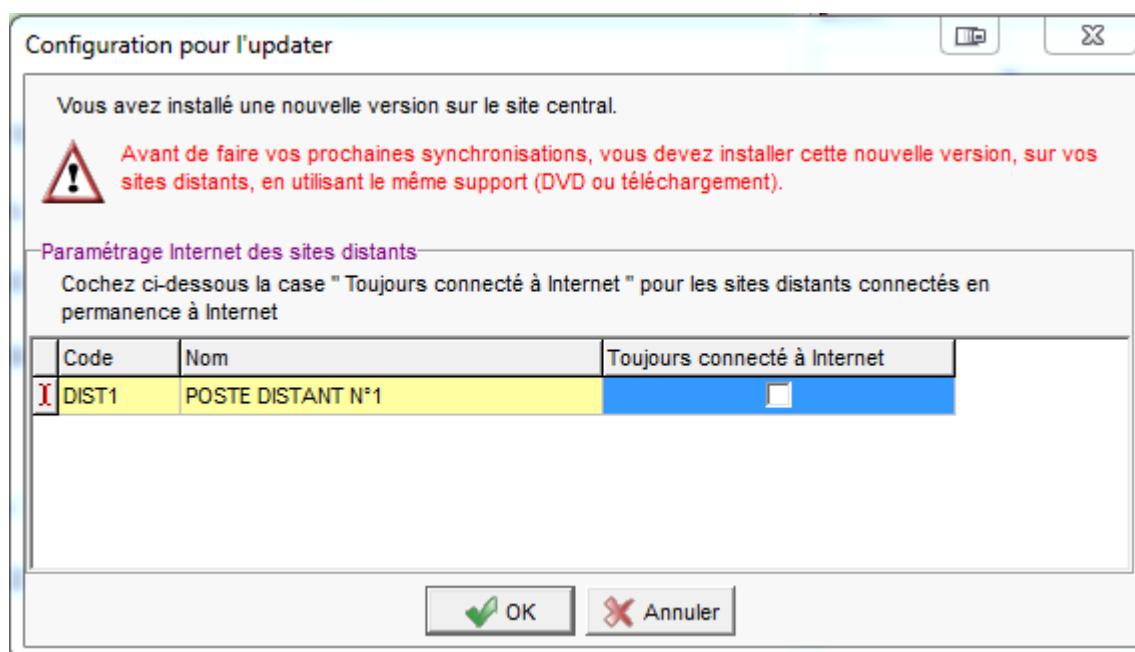 Configuration pour l'updater
Vous avez installé une nouvelle version sur le site central.
Avant de faire vos prochaines synchronisations, vous devez installer cette nouvelle version, sur vos
sites distants, en utilisant le même support (DVD ou téléchargement).
Paramétrage Internet des sites distants
Cochez ci-dessous la case " Toujours connecté à Internet " pour les sites distants connectés en
permanence à Internet
Code Nom Toujours connecté à Internet
DIST1 POSTE DISTANT N°1
OK Annuler